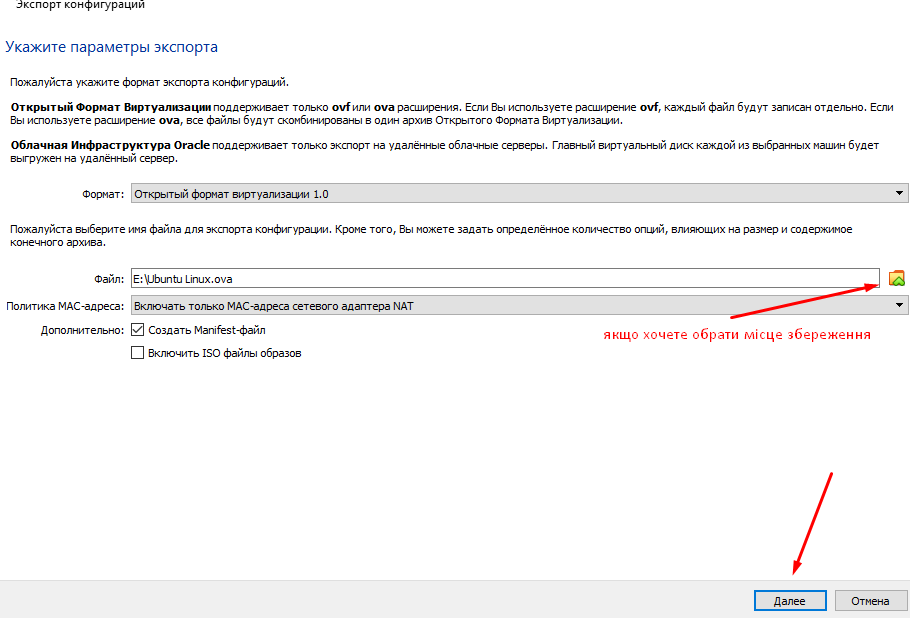 Экспорт конфигураций
Укажите параметры экспорта
Пожалуйста укажите формат экспорта конфигураций.
Открытый Формат Виртуализации поддерживает только ovf или ova расширения. Если Вы используете расширение ovf, каждый файл будут записан отдельно. Если
Вы используете расширение ova, все файлы будут скомбинированы в один архив Открытого Формата Виртуализации.
Облачная Инфраструктура Oracle поддерживает только экспорт на удалённые облачные серверы. Главный виртуальный диск каждой из выбранных машин будет
выгружен на удалённый сервер.
Формат: Открытый формат виртуализации 1.0
Пожалуйста выберите имя файла для экспорта конфигурации. Кроме того, Вы можете задать определённое количество опций, влияющих на размер и содержимое
конечного архива.
Файл: E:\Ubuntu Linux.ova
Политика MAC-адреса: Включать только MAC-адреса сетевого адаптера NAT
Дополнительно: Создать Manifest-файл
якщо хочете обрати місце збереження
Включить ISO файлы образов
Далее Отмена